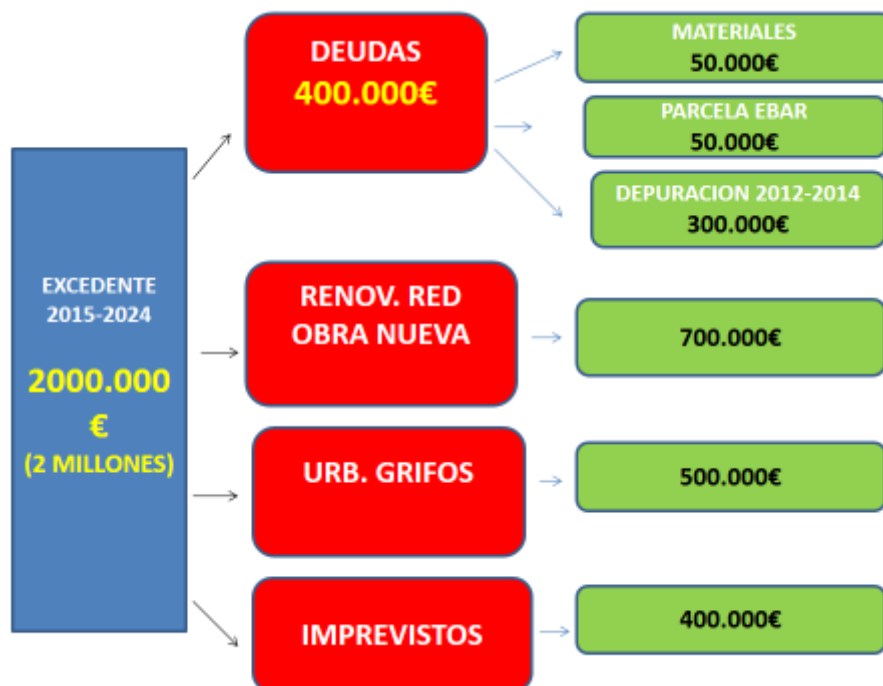 EXCEDENTE
2015-2024
2000.000
€
(2 MILLONES)
DEUDAS
400.000€
MATERIALES
50.000€
PARCELA EBAR
50.000€
DEPURACION 2012-2014
300.000€
RENOV. RED
OBRA NUEVA
700.000€
URB. GRIFOS
500.000€
IMPREVISTOS
400.000€